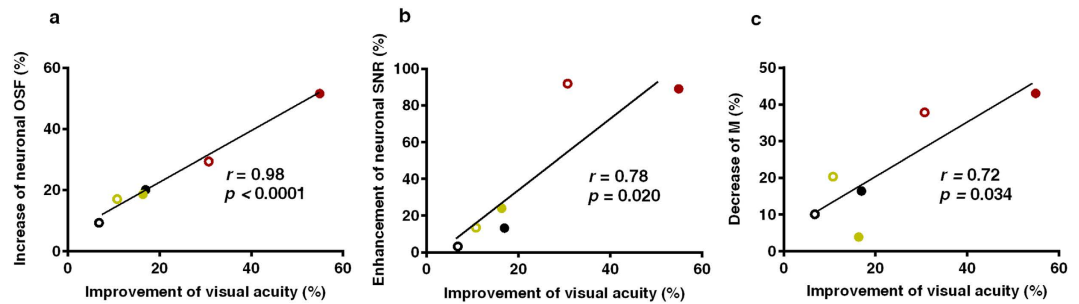 a
Increase of neuronal OSF (%)
60
40
20
0
r = 0.98
p < 0.0001
0 20 40 60
Improvement of visual acuity (%)
b
Enhancement of neuronal SNR (%)
100
80
60
40
20
0
r = 0.78
p = 0.020
0 20 40 60
Improvement of visual acuity (%)
c
Decrease of M (%)
50
40
30
20
10
0
r = 0.72
p = 0.034
0 20 40 60
Improvement of visual acuity (%)